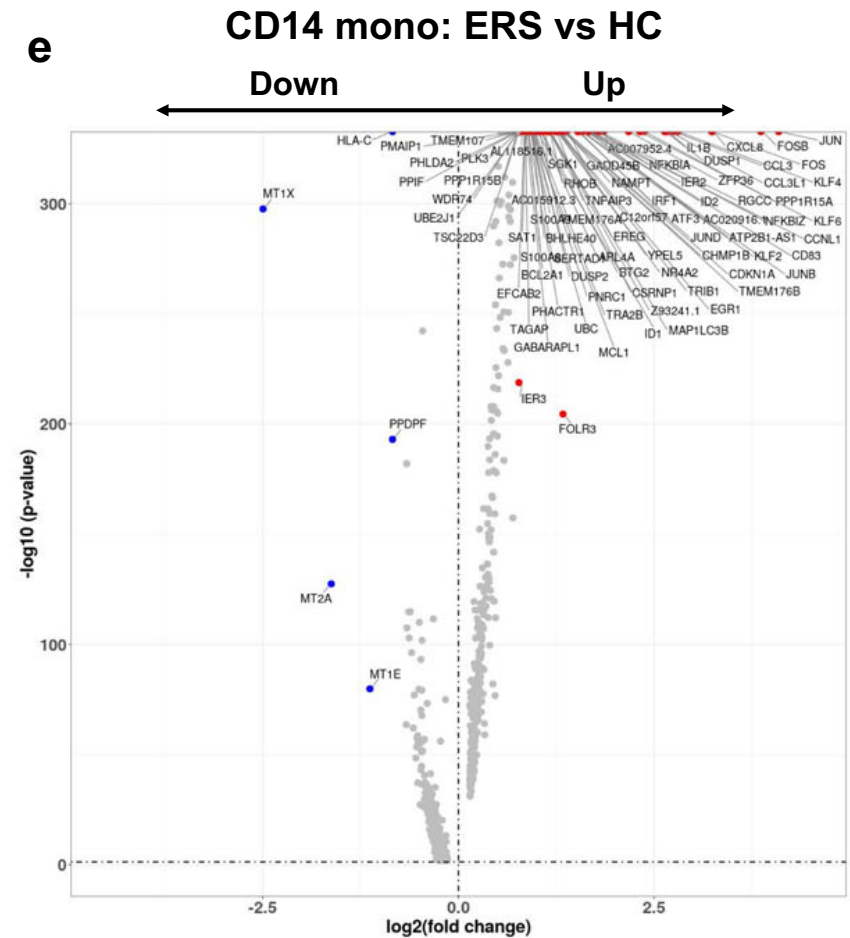 e
CD14 mono: ERS vs HC
Down Up
HLA-C PMAIP1 TMEM107 AL118516.1 AC007952.4 IL1B CXCL8 FOSB JUN
PHLDA2 PLK3 SGK1 GADD45B NFKBIA DUSP1 CCL3 FOS
PPIF PPP1R15B RHOB NAMPT IER2 ZFP36 CCL3L1 KLF4
MT1X
WDR74 AC015912.3 TNFAIP3 IRF1 ID2 RGCC PPP1R15A
300
UBE2J1 TMEM176A C12orf57 ATF3 AC020916.1 NFKBIZ KLF6
TSC22D3 SAT1 BHLHE40 EREG JUND ATP2B1-AS1 CCNL1
SERTAD1 ARL4A YPEL5 CHMP1B KLF2 CD83
BCL2A1 DUSP2 BTG2 NR4A2 CDKN1A JUNB
EFCAB2 PNRC1 CSRNP1 TRIB1 TMEM176B
PHACTR1 TRA2B Z93241.1 EGR1
TAGAP UBC ID1 MAP1LC3B
GABARAPL1 MCL1
IER3
FOLR3
PPDPF
200
MT2A
100
MT1E
0
-log10 (p-value)
-2.5 0.0 2.5
log2(fold change)